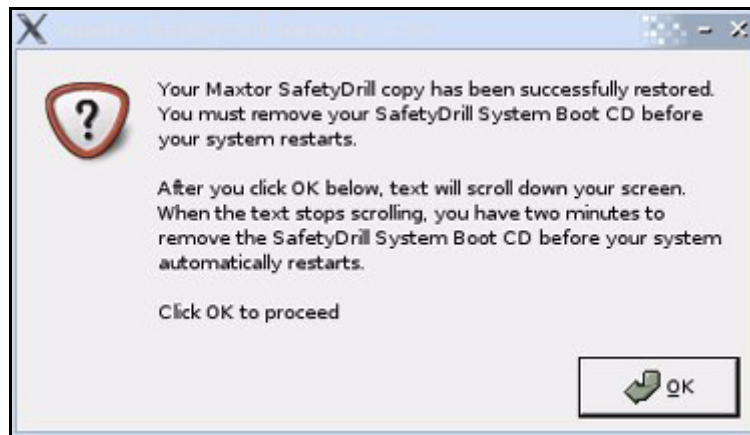 Your Maxtor SafetyDrill copy has been successfully restored.
You must remove your SafetyDrill System Boot CD before
your system restarts.
After you click OK below, text will scroll down your screen.
When the text stops scrolling, you have two minutes to
remove the SafetyDrill System Boot CD before your system
automatically restarts.
Click OK to proceed
OK